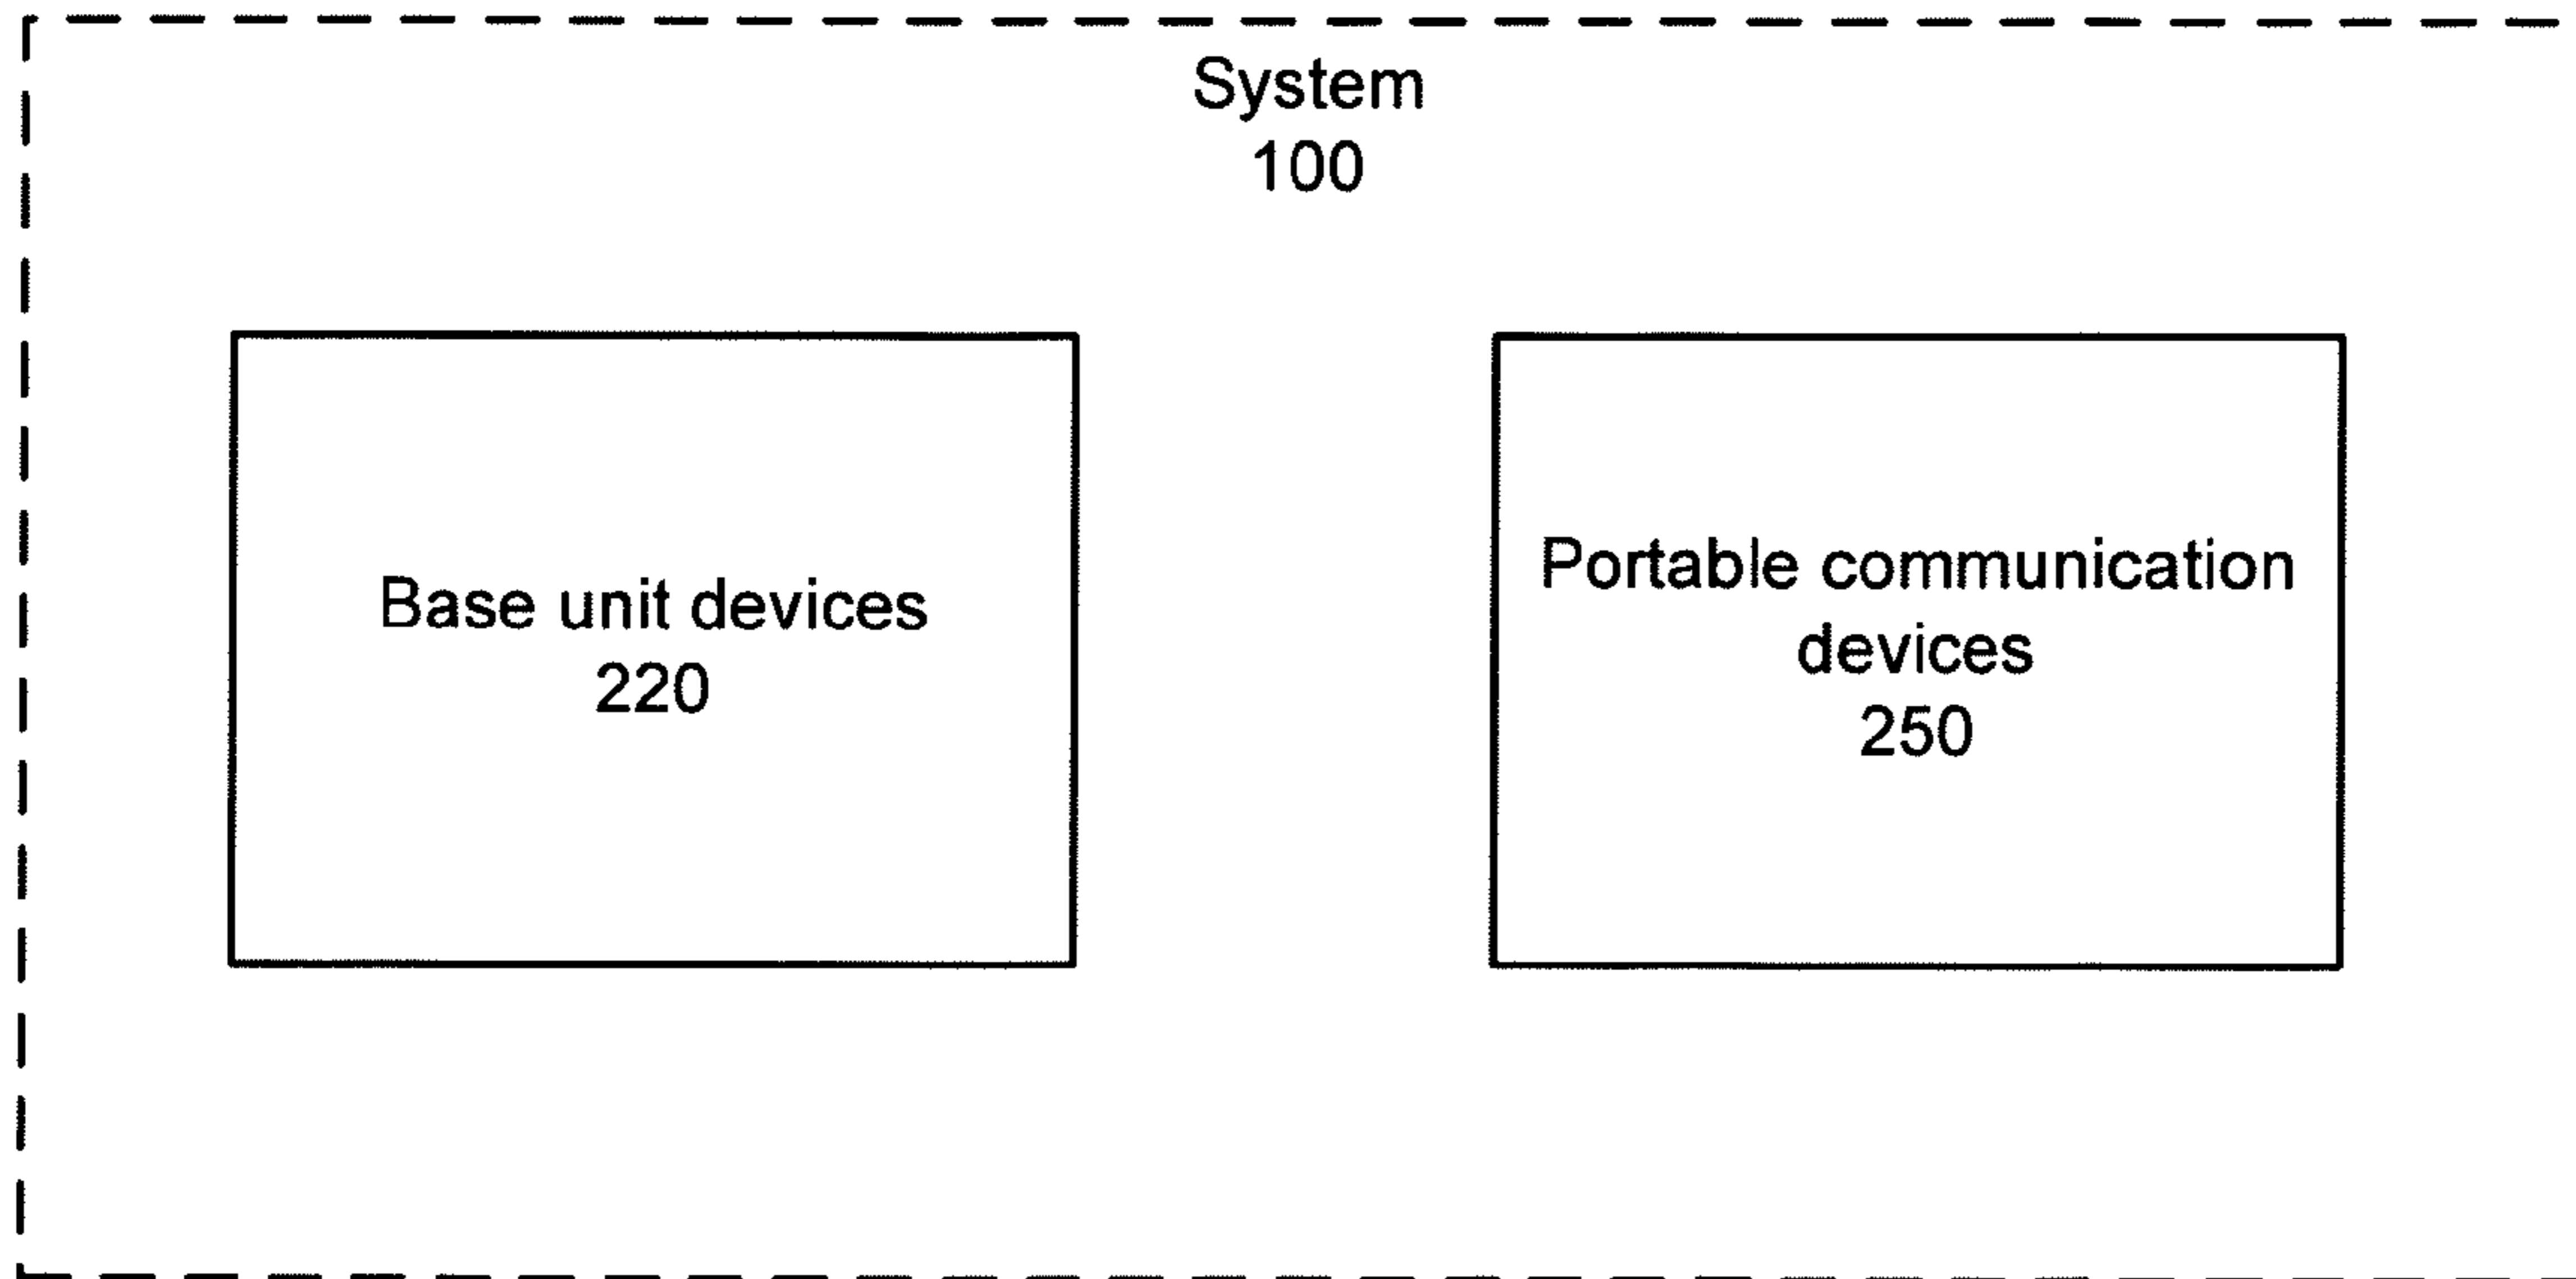 System
100
Base unit devices
220
Portable communication
devices
250